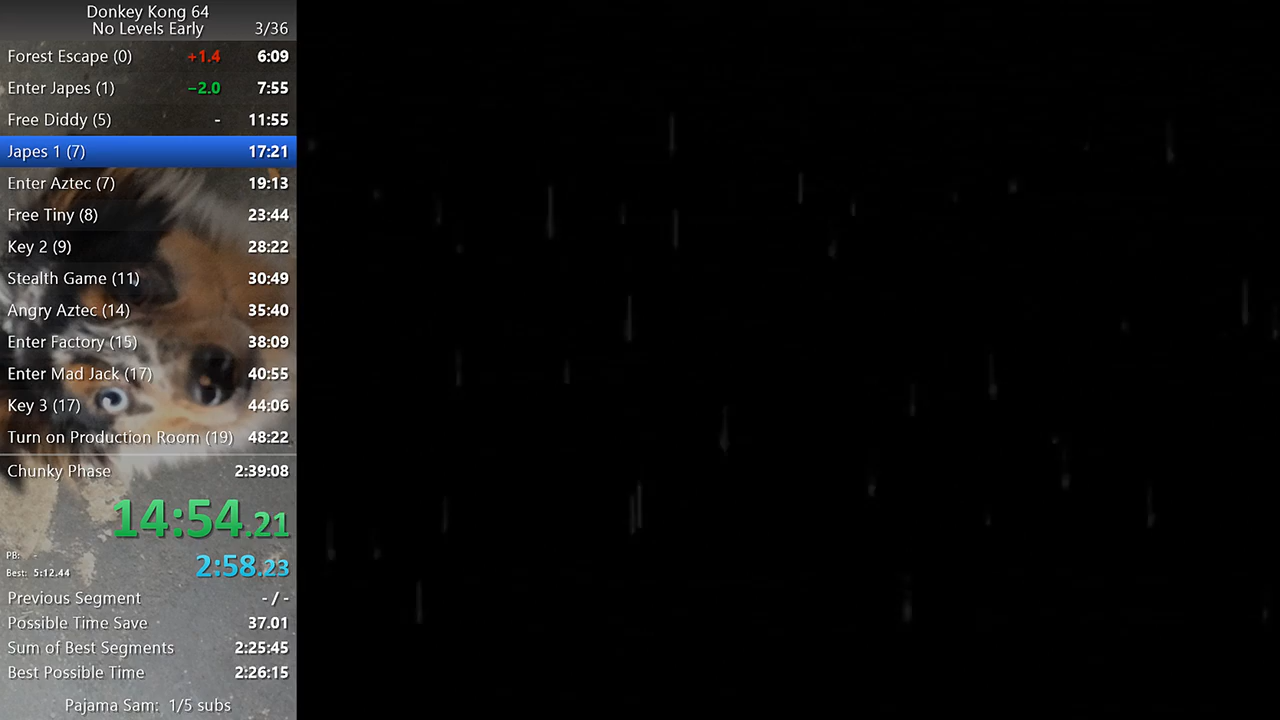 Donkey Kong 64
No Levels Early 3/36
Forest Escape (0) +1.4 6:09
Enter Japes (1) −2.0 7:55
Free Diddy (5) - 11:55
Japes 1 (7) 17:21
Enter Aztec (7) 19:13
Free Tiny (8) 23:44
Key 2 (9) 28:22
Stealth Game (11) 30:49
Angry Aztec (14) 35:40
Enter Factory (15) 38:09
Enter Mad Jack (17) 40:55
Key 3 (17) 44:06
Turn on Production Room (19) 48:22
Chunky Phase 2:39:08
14:54.21
PB: -
Best: 5:12.44 2:58.23
Previous Segment - / -
Possible Time Save 37.01
Sum of Best Segments 2:25:45
Best Possible Time 2:26:15
Pajama Sam: 1/5 subs